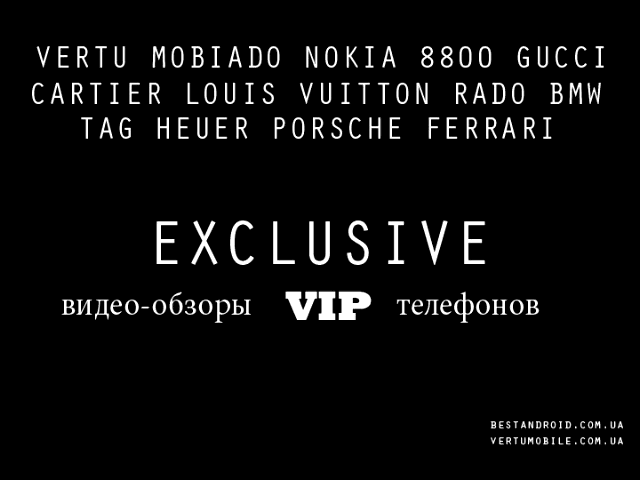 VERTU MOBIADO NOKIA 8800 GUCCI
CARTIER LOUIS VUITTON RADO BMW
TAG HEUER PORSCHE FERRARI
EXCLUSIVE
видео-обзоры VIP телефонов
BESTANDROID.COM.UA
VERTUMOBILE.COM.UA